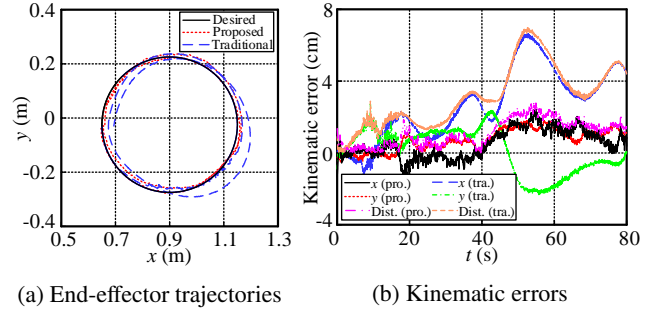 (a)
Desired
Proposed
Traditional
y (m)
0.4
0.2
0
-0.2
-0.4
0.5
0.7
0.9
1.1
1.3
x (m)
(a) End-effector trajectories
(b)
Kinematic error (cm)
8
4
0
-4
x (pro.)
x (tra.)
y (pro.)
y (tra.)
Dist. (pro.)
Dist. (tra.)
0
20
40
60
80
t (s)
(b) Kinematic errors